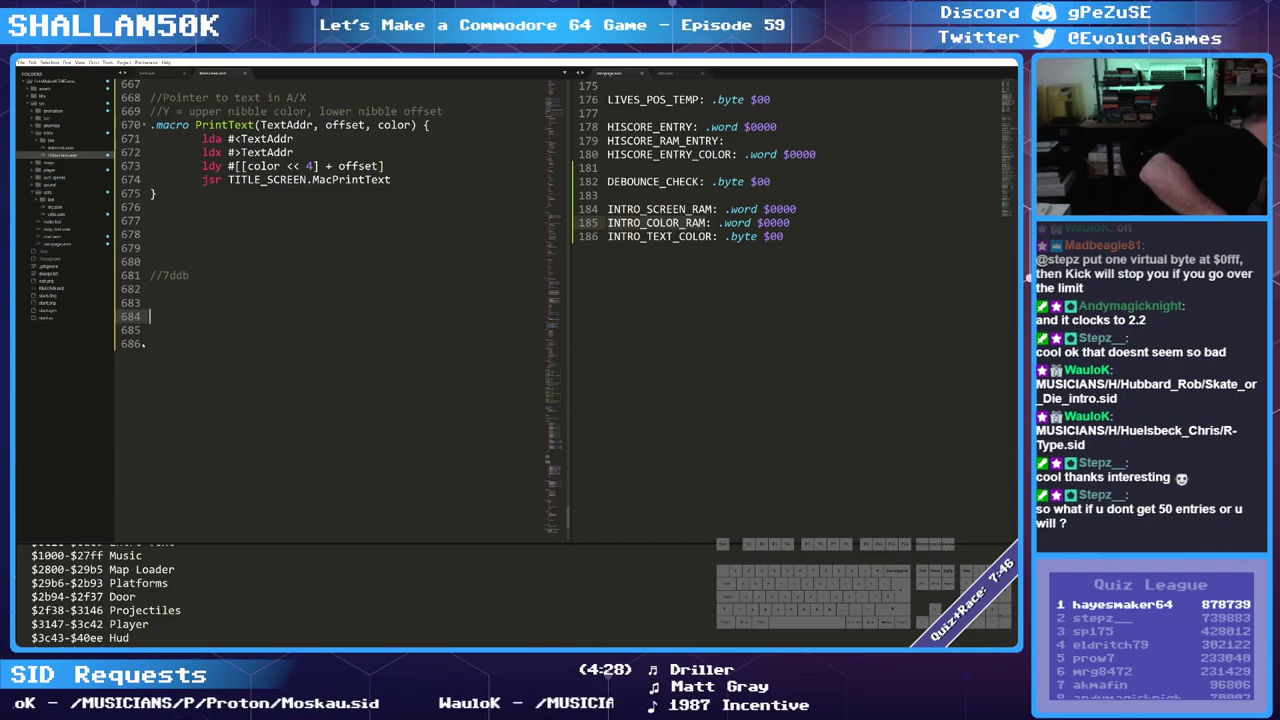 SHALLAN50K
Let's Make a Commodore 64 Game - Episode 59
Discord gPeZuSE
Twitter @EvoluteGames
FOLDERS
667
668 //Pointer to text in A/X
669 //Y = upper nibble color, lower nibble offset
670 .macro PrintText(TextAddr, offset, color) {
671 lda #<TextAddr
672 ldx #>TextAddr
673 ldy #[[color << 4] + offset]
674 jsr TITLE_SCREEN.MacPrintText
675 }
676
677
678
679
680
681 //7ddb
682
683
684
685
686
175
176 LIVES_POS_TEMP: .byte $00
177
178 HISCORE_ENTRY: .word $0000
179 HISCORE_RAM_ENTRY:
180 HISCORE_ENTRY_COLOR: .word $0000
181
182 DEBOUNCE_CHECK: .byte $00
183
184 INTRO_SCREEN_RAM: .word $0000
185 INTRO_COLOR_RAM: .word $0000
186 INTRO_TEXT_COLOR: .byte $00
$1000-$27ff Music
$2800-$29b5 Map Loader
$29b6-$2b93 Platforms
$2b94-$2f37 Door
$2f38-$3146 Projectiles
$3147-$3c42 Player
$3c43-$40ee Hud
Quiz+Race: 7:46
WauloK: oh
Madbeagle81:
@stepz put one virtual byte at $0fff,
then Kick will stop you if you go over
the limit
Andymagicknight:
and it clocks to 2.2
Stepz__:
cool ok that doesnt seem so bad
WauloK:
MUSICIANS/H/Hubbard_Rob/Skate_or
_Die_intro.sid
WauloK:
MUSICIANS/H/Huelsbeck_Chris/R-
Type.sid
Stepz__:
cool thanks interesting
Stepz__:
so what if u dont get 50 entries or u
will ?
Quiz League
1 hayesmaker64 878739
2 stepz__ 739883
3 sp175 428012
4 eldritch79 302122
5 prow7 233040
6 mrg8472 231429
7 akmafin 96806
SID Requests
oK - /MUSICIANS/P/Proton/Moskau.sid WauloK - /MUSICIA
(4:28) Driller
Matt Gray
1987 Incentive